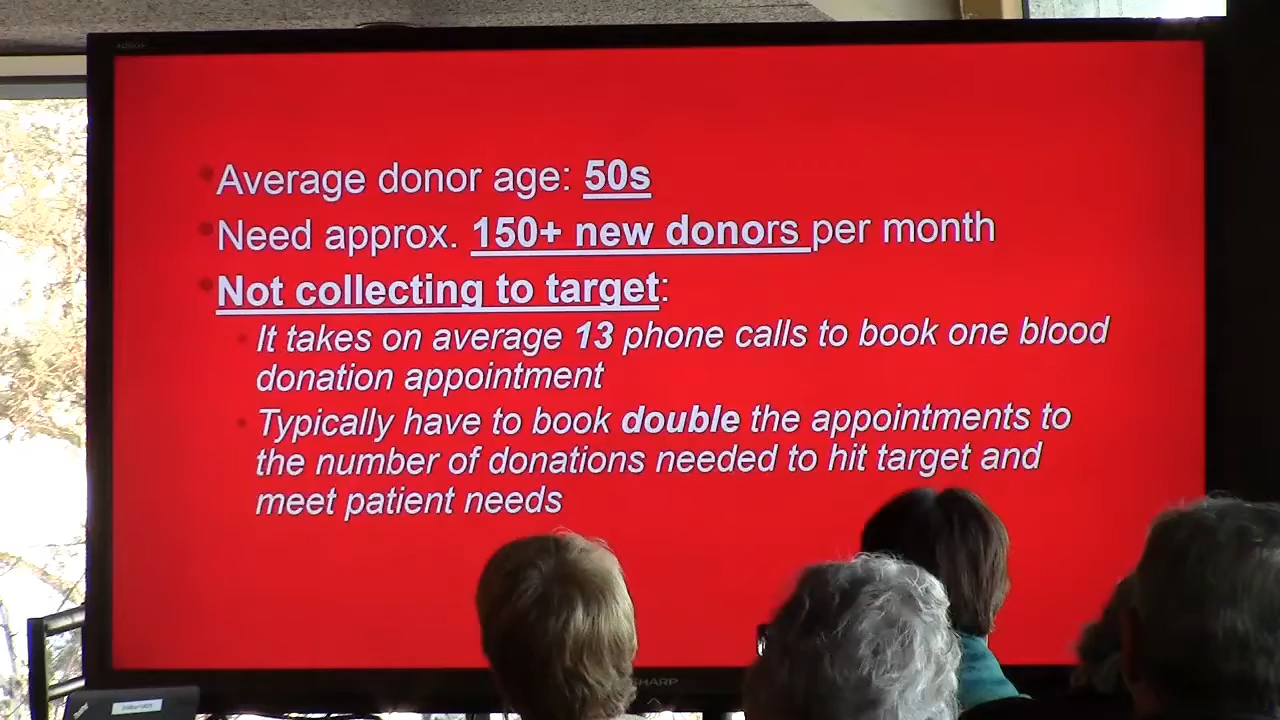 Average donor age: 50s
Need approx. 150+ new donors per month
Not collecting to target:
It takes on average 13 phone calls to book one blood
donation appointment
Typically have to book double the appointments to
the number of donations needed to hit target and
meet patient needs
SHARP